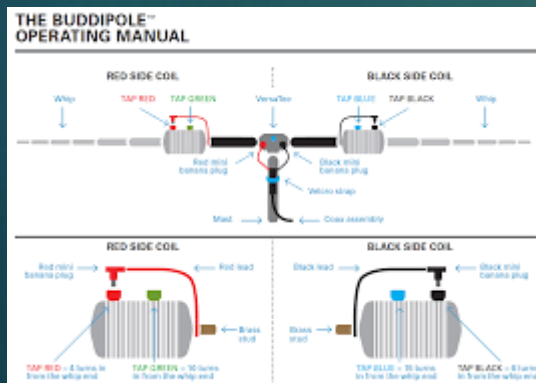 THE BUDDIPOLE™
OPERATING MANUAL
RED SIDE COIL
BLACK SIDE COIL
Whip
TAP RED
TAP GREEN
VersaTee
TAP BLUE
TAP BLACK
Whip
Red mini
banana plug
Black mini
banana plug
Velcro strap
Mast
Coax assembly
RED SIDE COIL
BLACK SIDE COIL
Red mini
banana plug
Red lead
Black lead
Black mini
banana plug
Brass
stud
Brass
stud
TAP RED = 4 turns in
from the whip end
TAP GREEN = 10 turns
in from the whip end
TAP BLUE = turns
in from the whip end
TAP BLACK = turns
in from the whip end